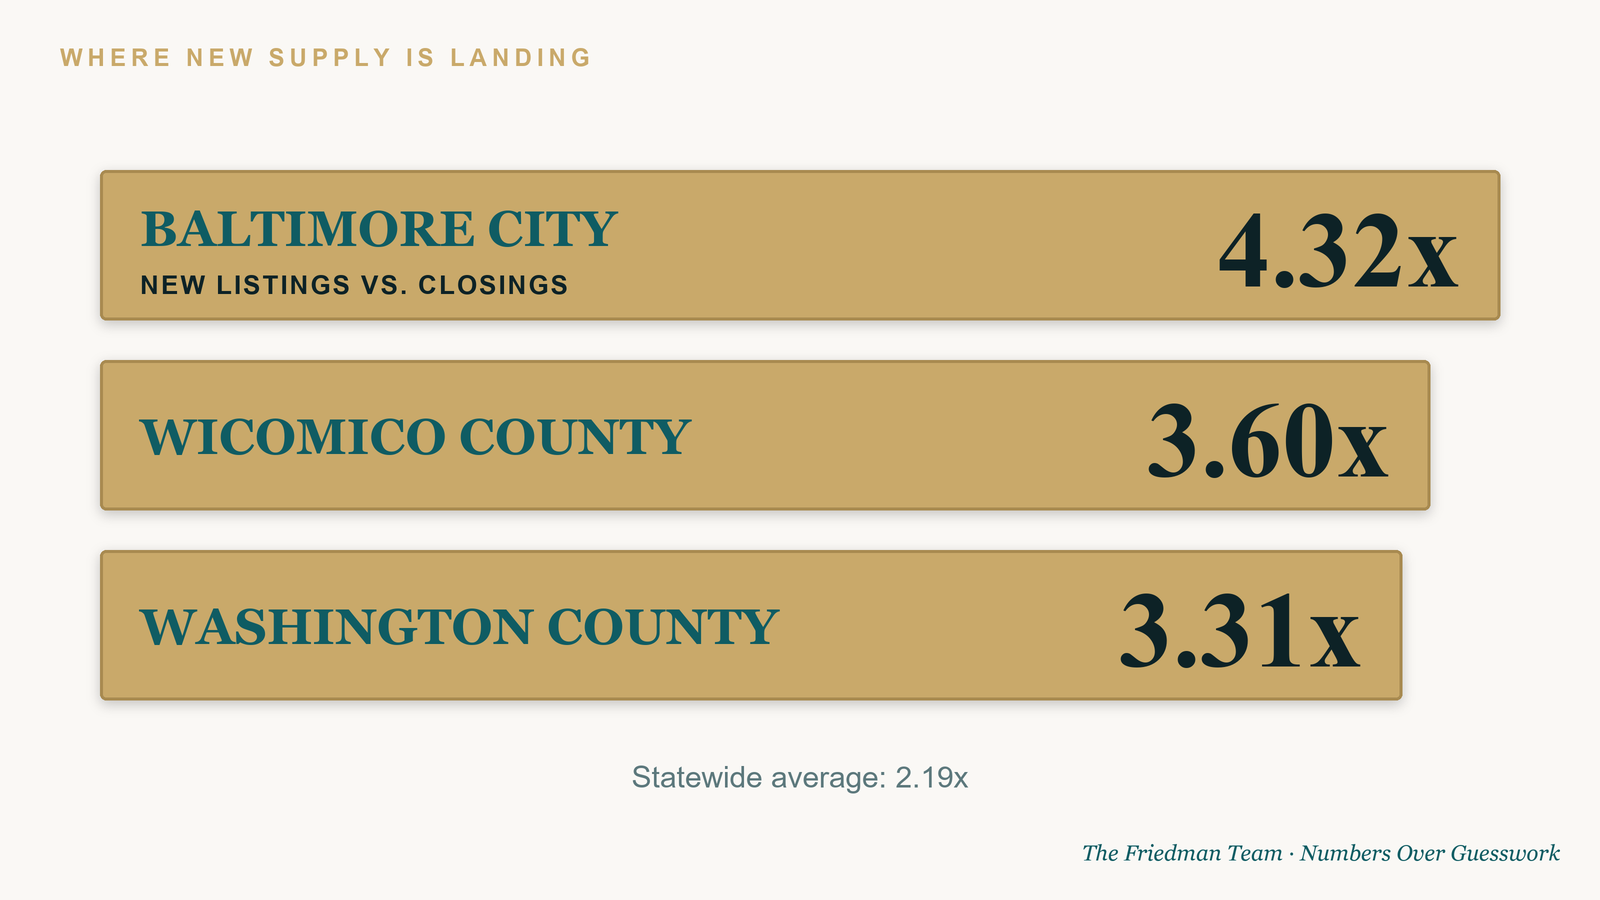 WHERE NEW SUPPLY IS LANDING
BALTIMORE CITY
NEW LISTINGS VS. CLOSINGS
4.32x
WICOMICO COUNTY
3.60x
WASHINGTON COUNTY
3.31x
Statewide average: 2.19x
The Friedman Team · Numbers Over Guesswork